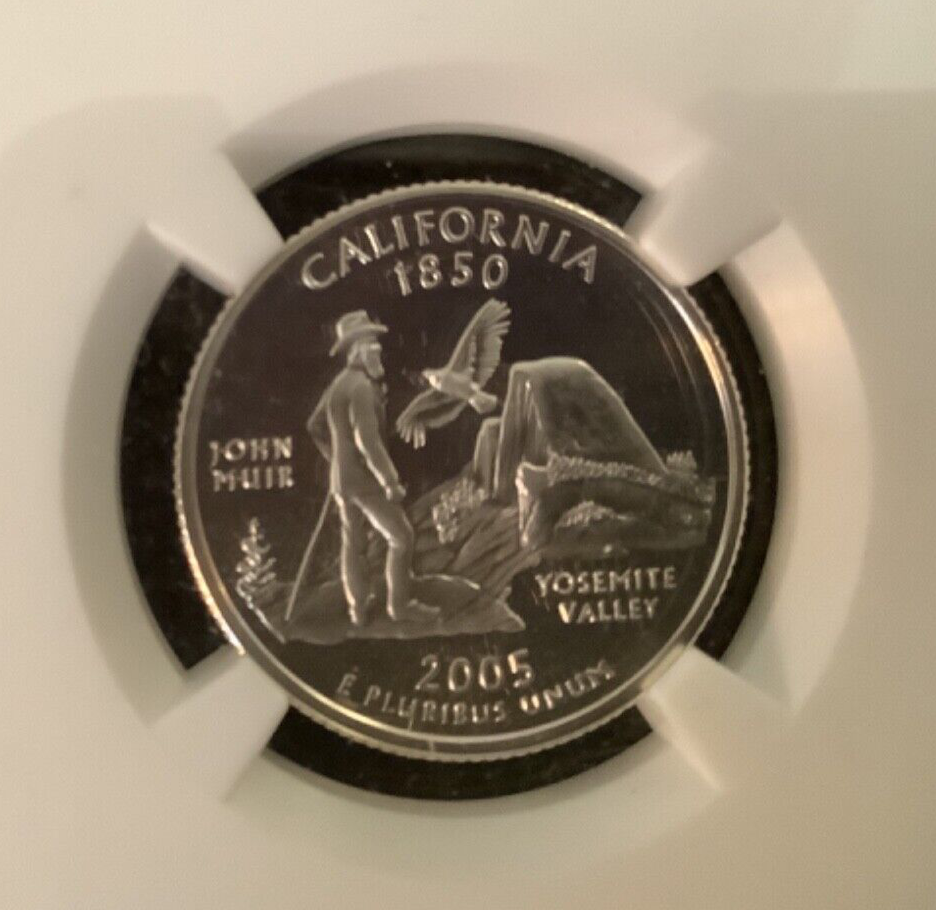 CALIFORNIA
1850
JOHN
MUIR
YOSEMITE
VALLEY
2005
E PLURIBUS UNUM